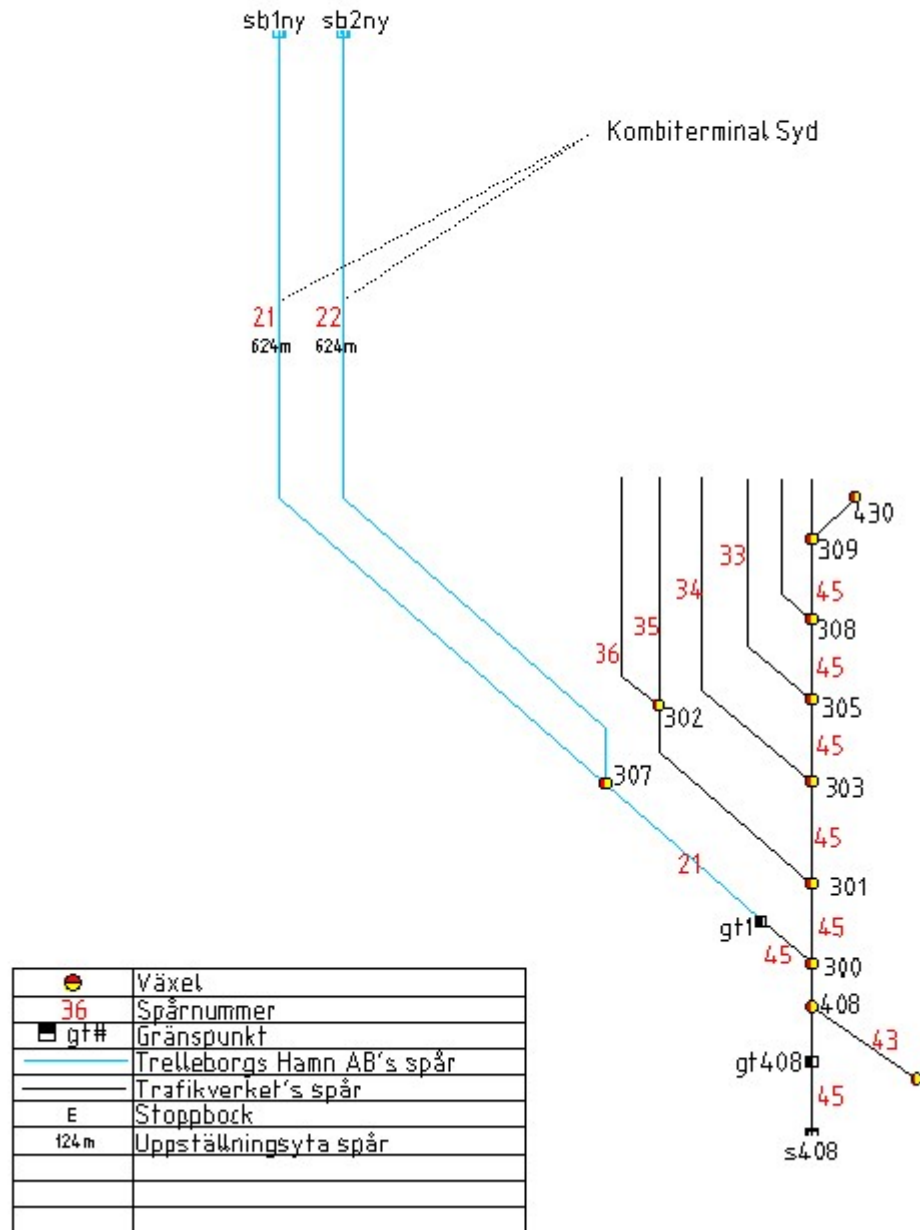 sb1ny sb2ny
Kombiterminal Syd
21 22
624m 624m
430
309
33
45
34
35
308
36
45
302
305
45
307
303
45
21
301
gt1
45
45
300
408
43
gt408
45
s408
Växel
36 Spårnummer
gt# Gränspunkt
Trelleborgs Hamn AB's spår
Trafikverket's spår
E Stoppbock
124m Uppställningsyta spår